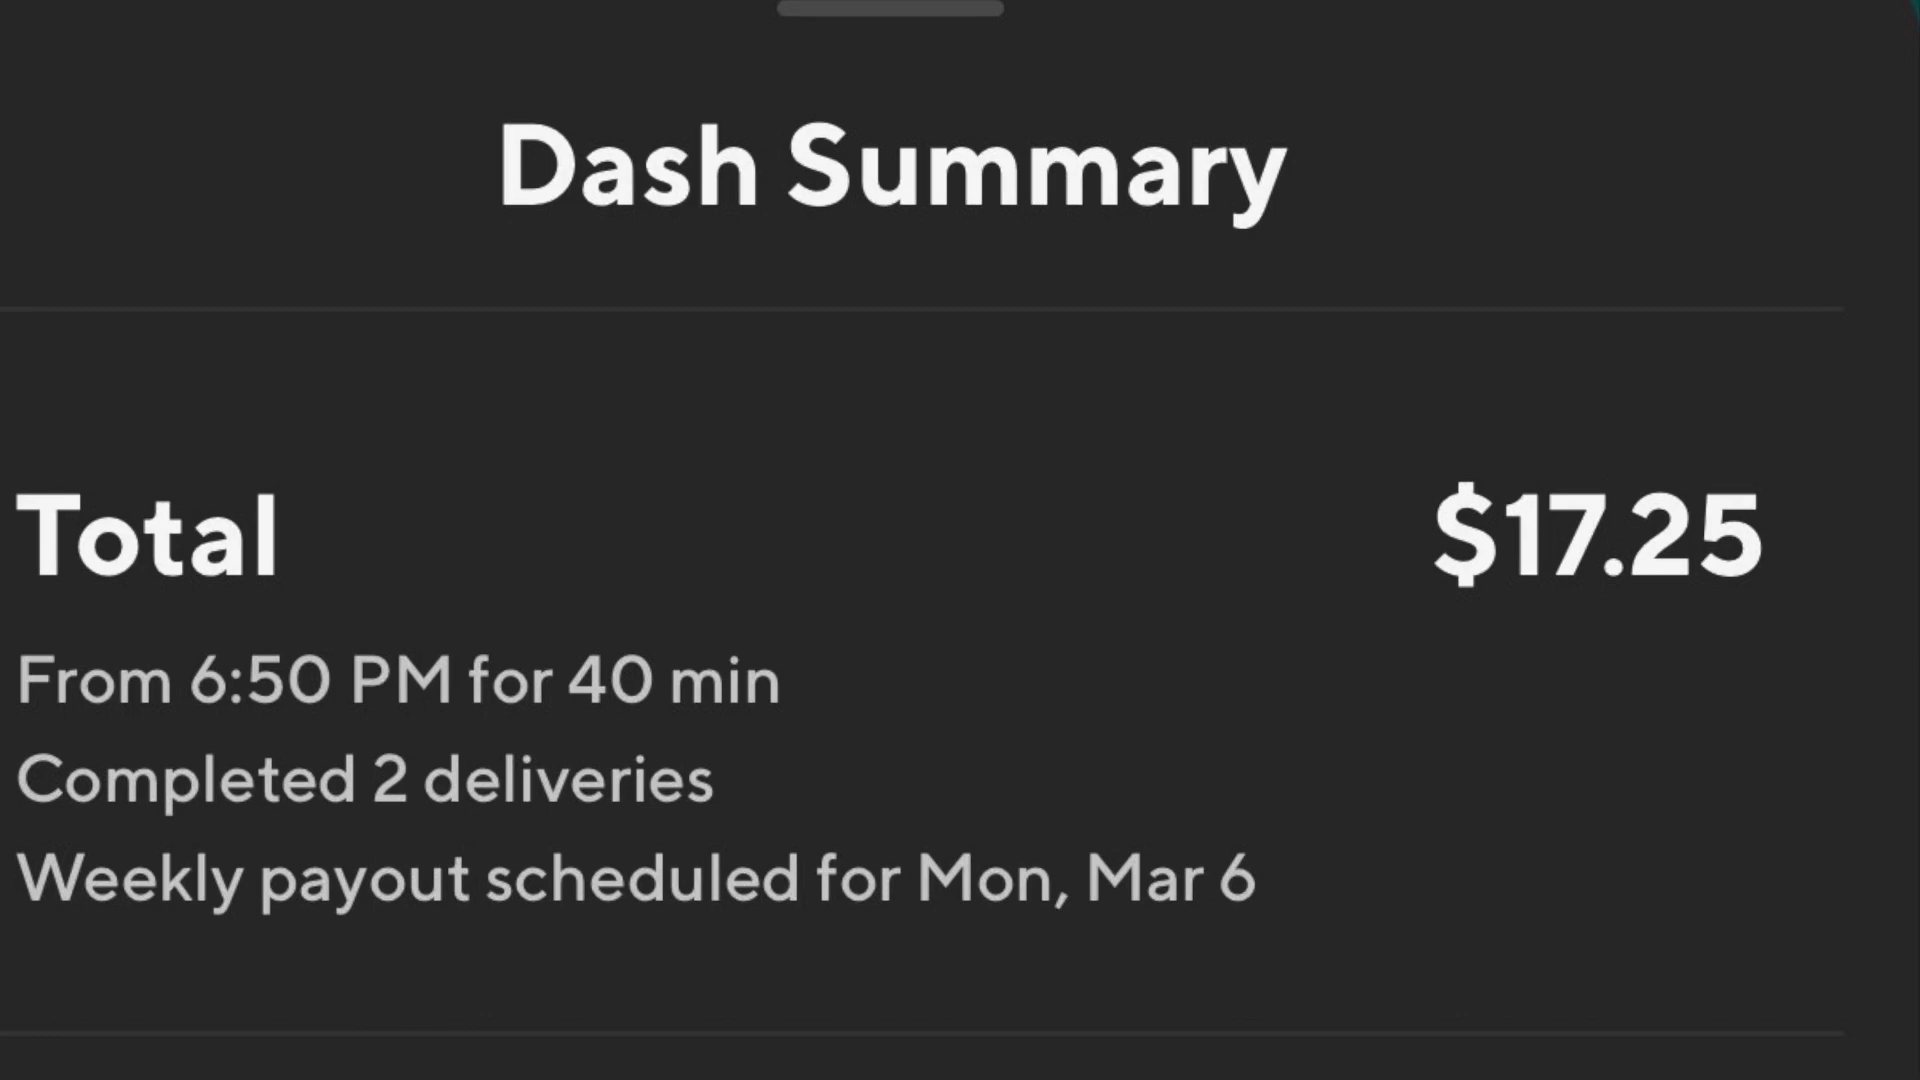 Dash Summary
Total $17.25
From 6:50 PM for 40 min
Completed 2 deliveries
Weekly payout scheduled for Mon, Mar 6